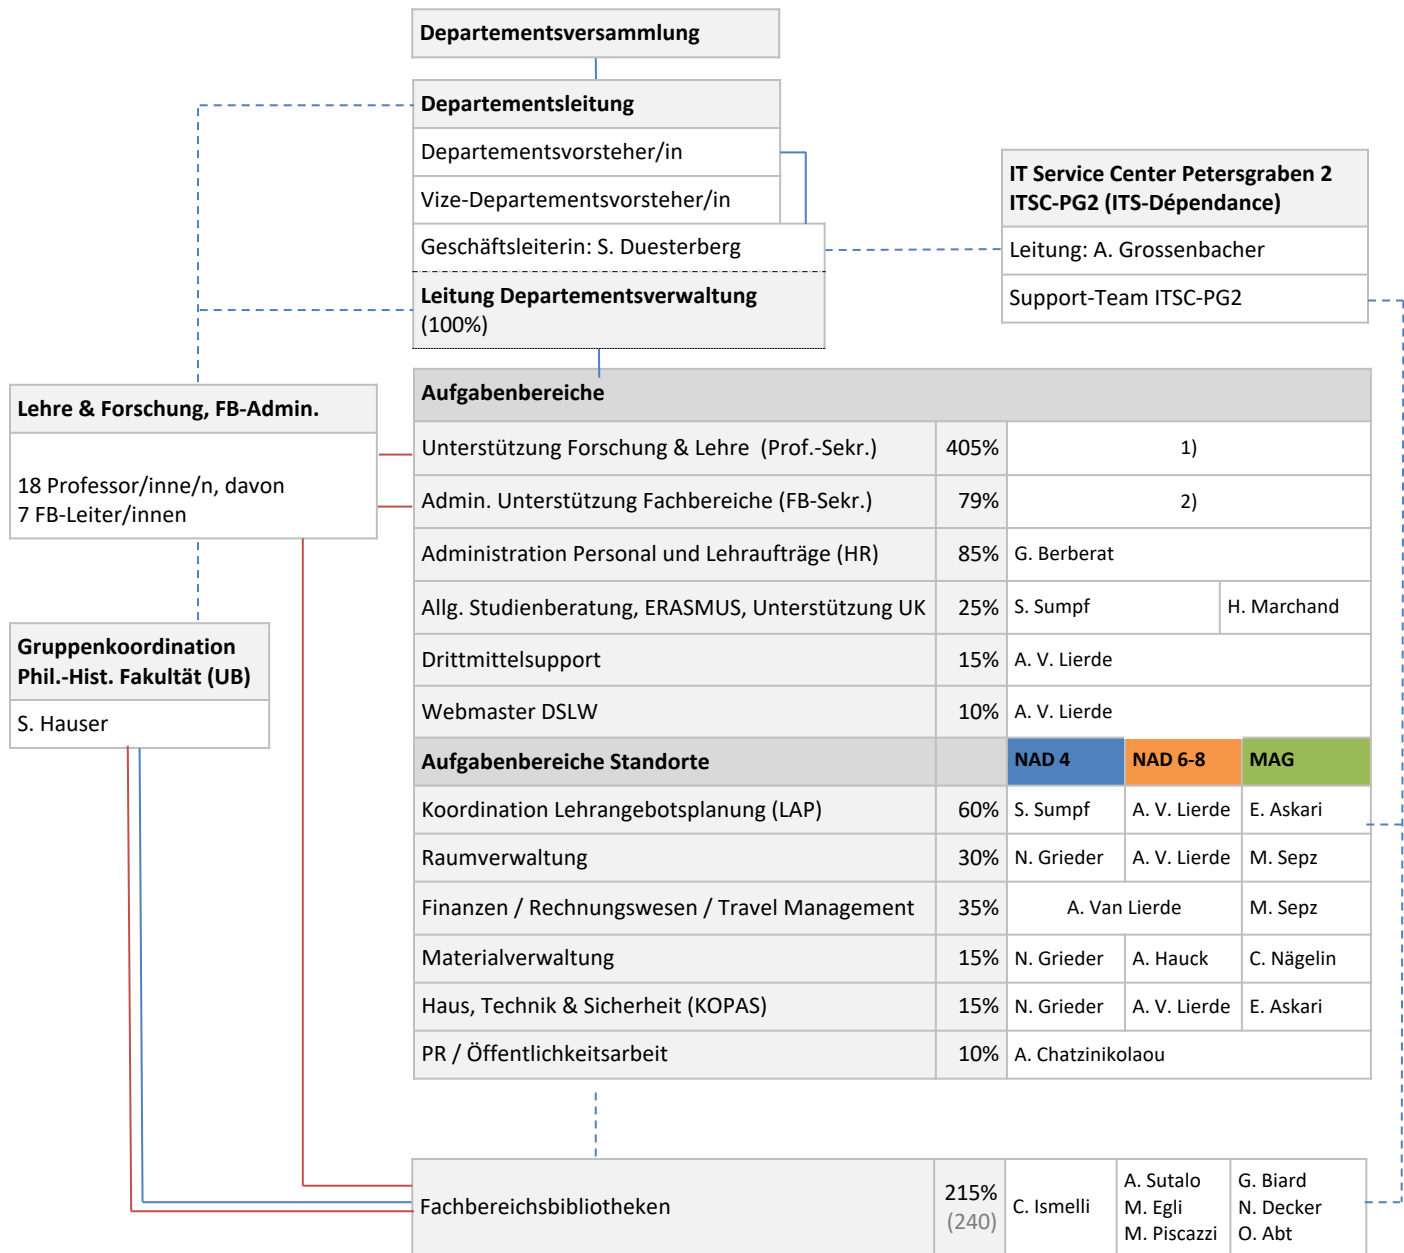 Departementsversammlung
Departementsleitung
Departementsvorsteher/in
Vize-Departementsvorsteher/in
Geschäftsleiterin: S. Duesterberg
Leitung Departementsverwaltung
(100%)
IT Service Center Petersgraben 2
ITSC-PG2 (ITS-Dépendance)
Leitung: A. Grossenbacher
Support-Team ITSC-PG2
Lehre & Forschung, FB-Admin.
18 Professor/inne/n, davon
7 FB-Leiter/innen
Gruppenkoordination
Phil.-Hist. Fakultät (UB)
S. Hauser
Aufgabenbereiche
Unterstützung Forschung & Lehre (Prof.-Sekr.) 405% 1)
Admin. Unterstützung Fachbereiche (FB-Sekr.) 79% 2)
Administration Personal und Lehraufträge (HR) 85% G. Berberat
Allg. Studienberatung, ERASMUS, Unterstützung UK 25% S. Sumpf H. Marchand
Drittmittelsupport 15% A. V. Lierde
Webmaster DSLW 10% A. V. Lierde
Aufgabenbereiche Standorte NAD 4 NAD 6-8 MAG
Koordination Lehrangebotsplanung (LAP) 60% S. Sumpf A. V. Lierde E. Askari
Raumverwaltung 30% N. Grieder A. V. Lierde M. Sepz
Finanzen / Rechnungswesen / Travel Management 35% A. Van Lierde M. Sepz
Materialverwaltung 15% N. Grieder A. Hauck C. Nägelin
Haus, Technik & Sicherheit (KOPAS) 15% N. Grieder A. V. Lierde E. Askari
PR / Öffentlichkeitsarbeit 10% A. Chatzinikolaou
Fachbereichsbibliotheken
215%
(240)
C. Ismelli
A. Sutalo
M. Egli
M. Piscazzi
G. Biard
N. Decker
O. Abt